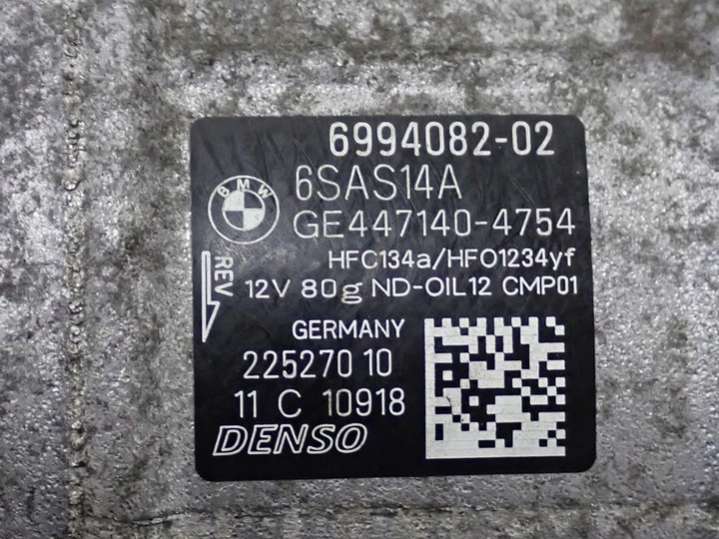 6994082-02
BMW
6SAS14A
GE447140-4754
HFC134a/HFO1234yf
REV
12V 80g ND-OIL12 CMP01
GERMANY
225270 10
11 C 10918
DENSO